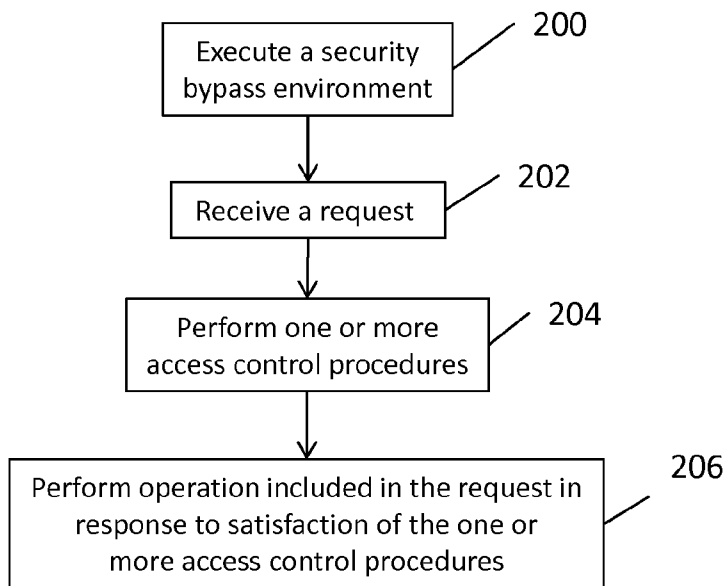 200
Execute a security
bypass environment
202
Receive a request
204
Perform one or more
access control procedures
206
Perform operation included in the request in
response to satisfaction of the one or
more access control procedures